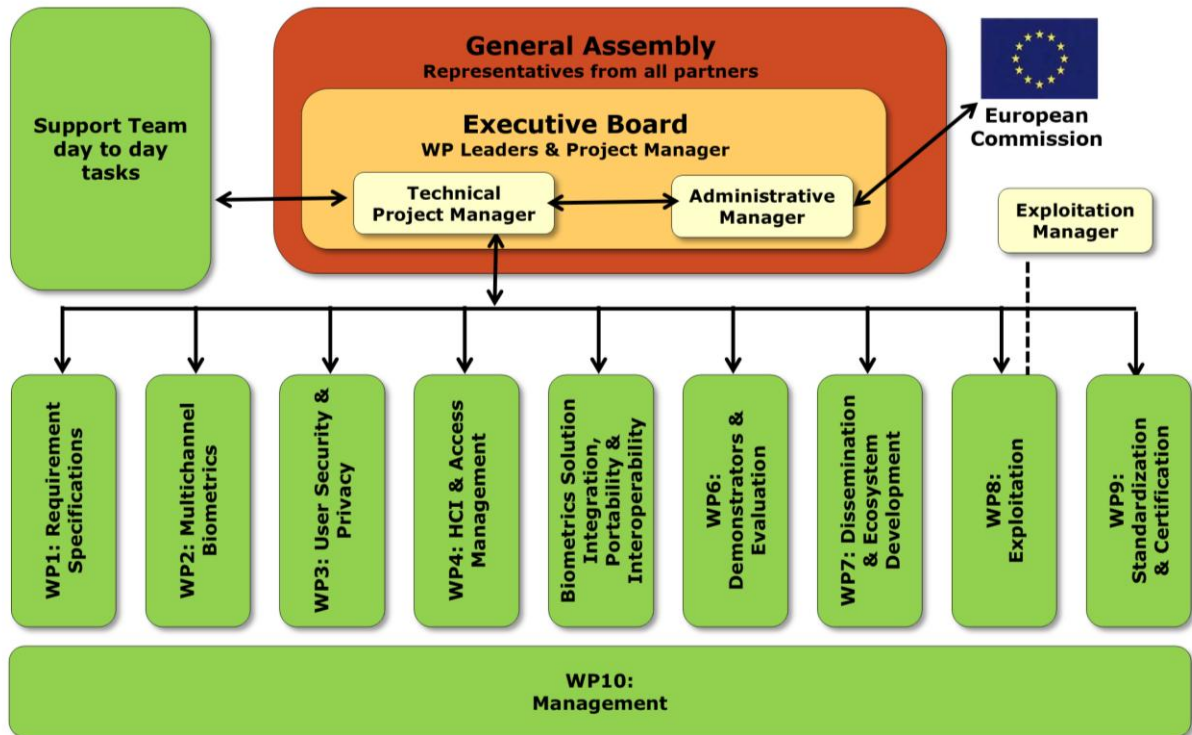 Support Team
day to day
tasks
General Assembly
Representatives from all partners
Executive Board
WP Leaders & Project Manager
Technical
Project Manager
Administrative
Manager
European
Commission
Exploitation
Manager
WP1: Requirement
Specifications
WP2: Multichannel
Biometrics
WP3: User Security &
Privacy
WP4: HCI & Access
Management
Biometrics Solution
Integration,
Portability &
Interoperability
WP6:
Demonstrators &
Evaluation
WP7: Dissemination
& Ecosystem
Development
WP8:
Exploitation
WP9:
Standardization
& Certification
WP10:
Management